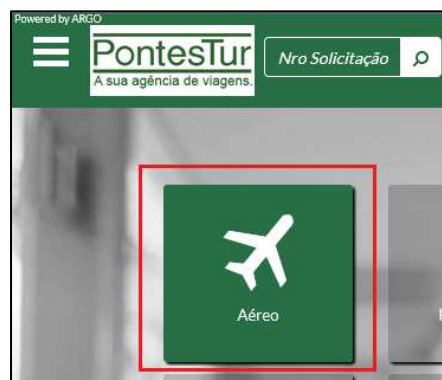 Powered by ARGO
PontesTur
A sua agência de viagens.
Nro Solicitação
Aéreo